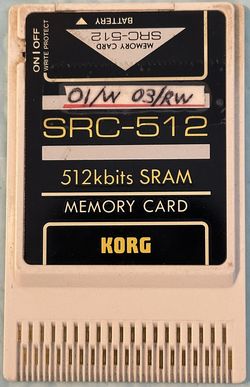 ON | OFF
WRITE PROTECT
BATTERY
SRC-512
MEMORY CARD
01/W 03/RW
SRC-512
512kbits SRAM
MEMORY CARD
KORG